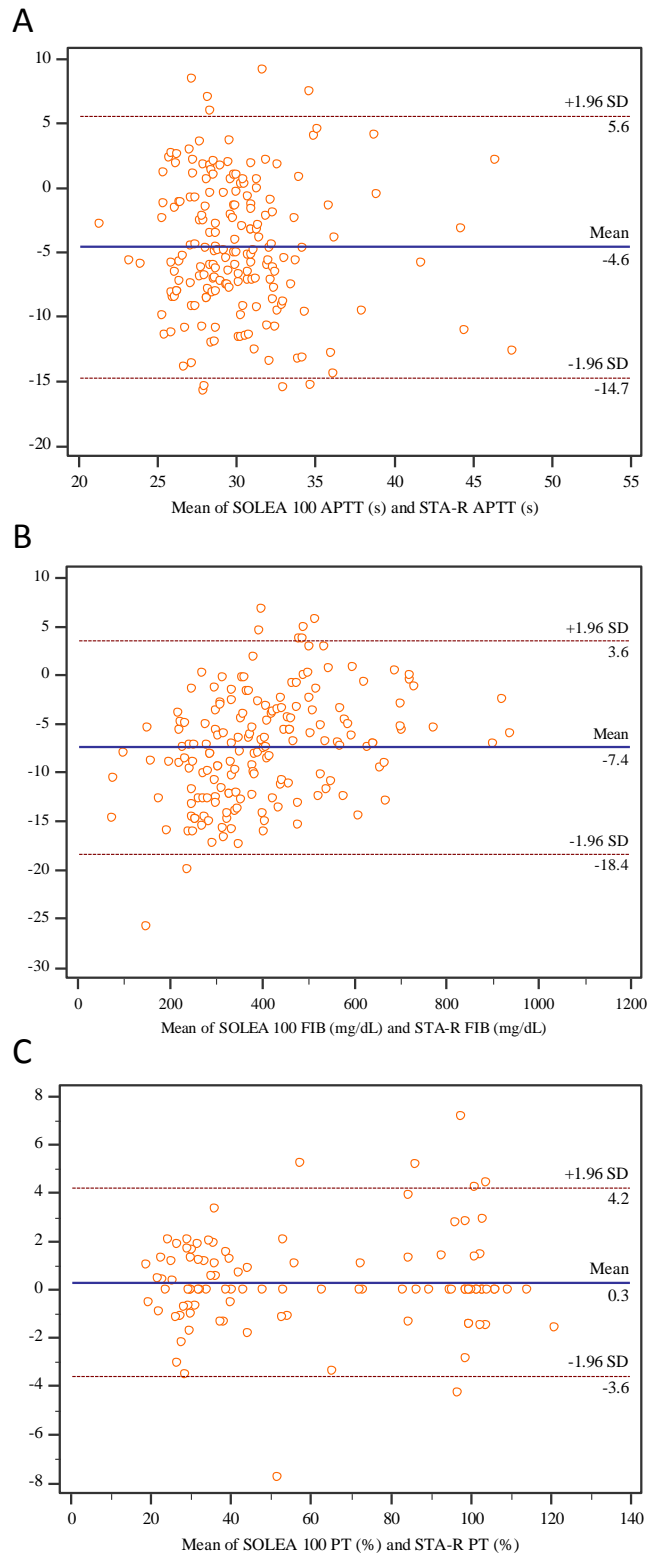 A
10
5
0
-5
-10
-15
-20
+1.96 SD
5.6
Mean
-4.6
-1.96 SD
-14.7
20 25 30 35 40 45 50 55
Mean of SOLEA 100 APTT (s) and STA-R APTT (s)
B
10
5
0
-5
-10
-15
-20
-25
-30
+1.96 SD
3.6
Mean
-7.4
-1.96 SD
-18.4
0 200 400 600 800 1000 1200
Mean of SOLEA 100 FIB (mg/dL) and STA-R FIB (mg/dL)
C
8
6
4
2
0
-2
-4
-6
-8
+1.96 SD
4.2
Mean
0.3
-1.96 SD
-3.6
0 20 40 60 80 100 120 140
Mean of SOLEA 100 PT (%) and STA-R PT (%)